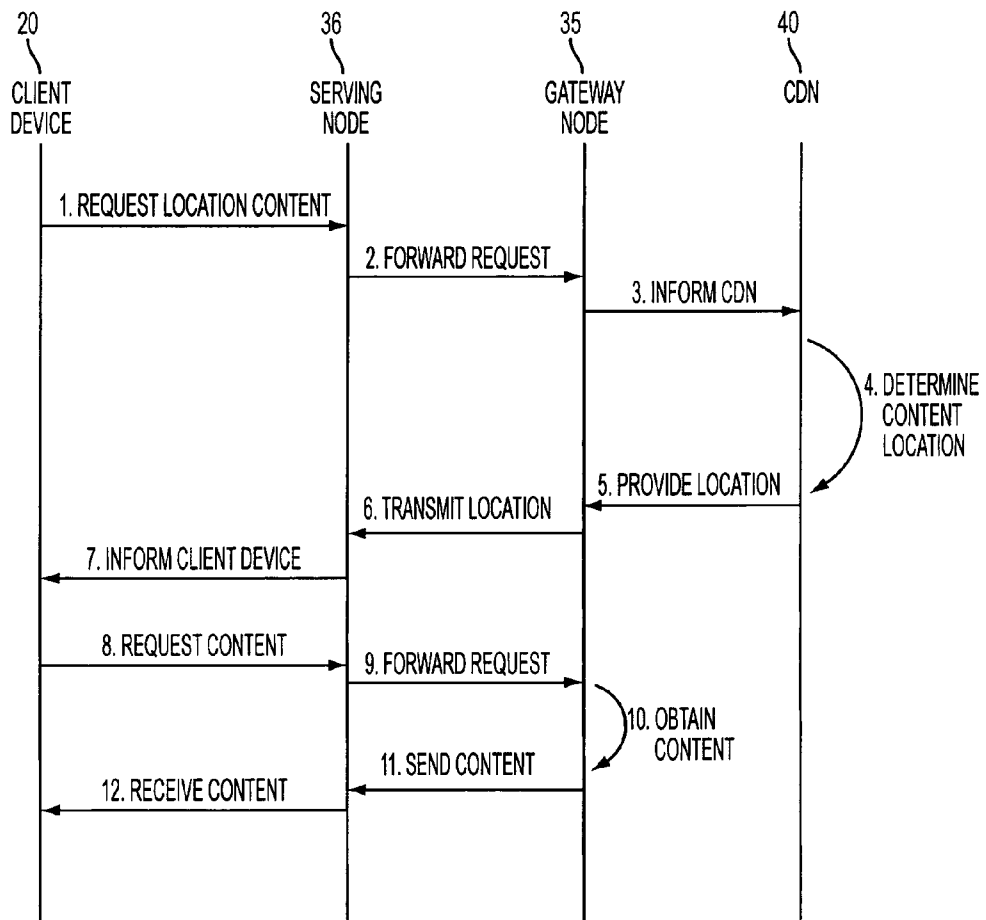 20
36
35
40
CLIENT
DEVICE
SERVING
NODE
GATEWAY
NODE
CDN
1. REQUEST LOCATION CONTENT
2. FORWARD REQUEST
3. INFORM CDN
4. DETERMINE
CONTENT
LOCATION
5. PROVIDE LOCATION
6. TRANSMIT LOCATION
7. INFORM CLIENT DEVICE
8. REQUEST CONTENT
9. FORWARD REQUEST
10. OBTAIN
CONTENT
11. SEND CONTENT
12. RECEIVE CONTENT